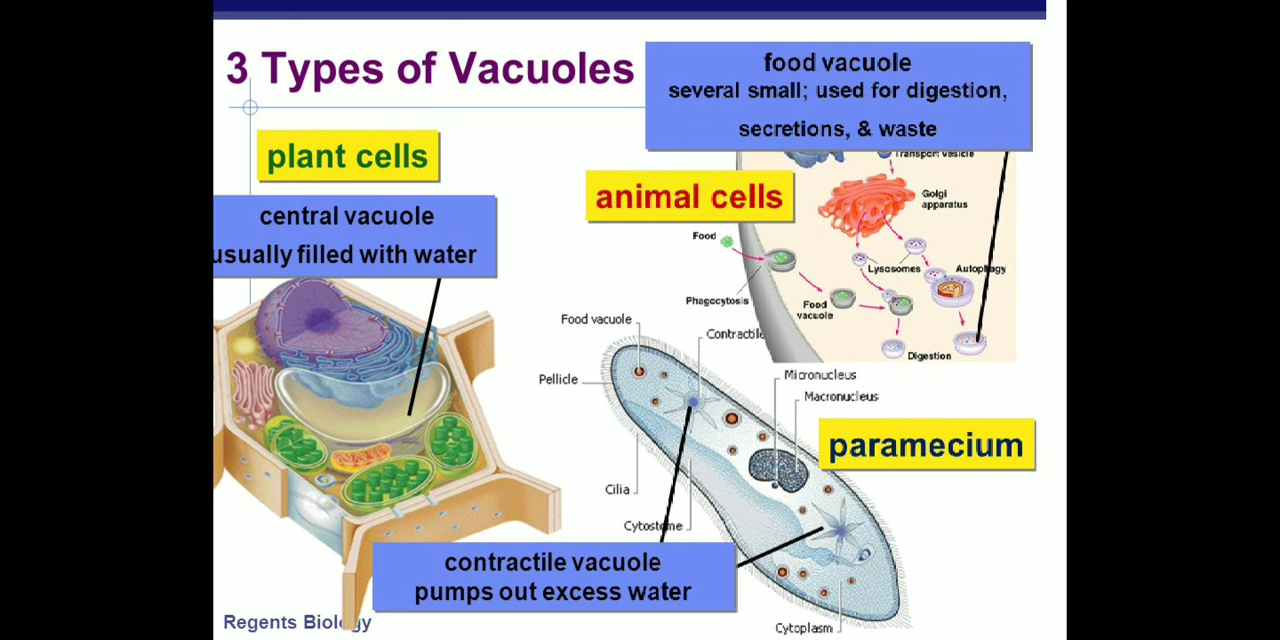 3 Types of Vacuoles
food vacuole
several small; used for digestion,
secretions, & waste
plant cells
central vacuole
usually filled with water
animal cells
Transport vesicle
Golgi
apparatus
Food
Lysosomes
Autophagy
Phagocytosis
Food
vacuole
Digestion
Food vacuole
Contractile
Pellicle
Micronucleus
Macronucleus
paramecium
Cilia
Cytostome
contractile vacuole
pumps out excess water
Cytoplasm
Regents Biology